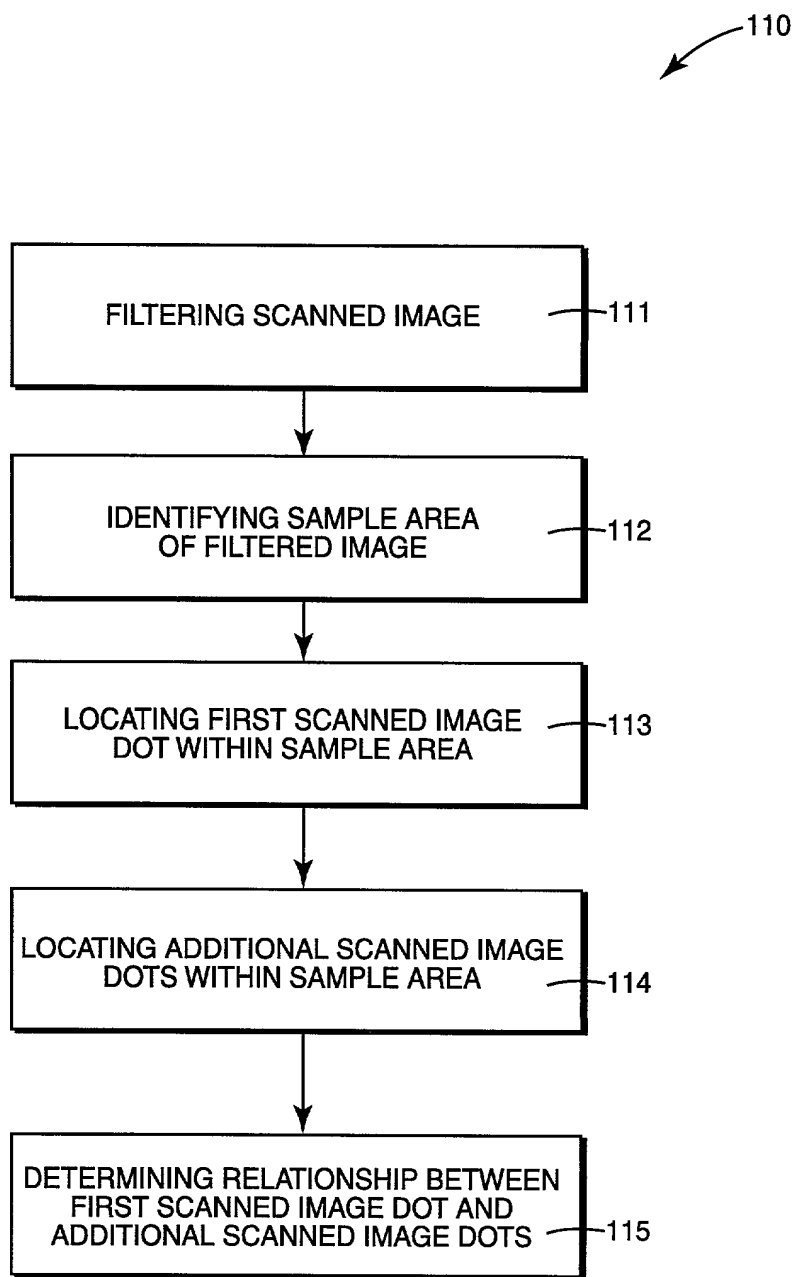 110
FILTERING SCANNED IMAGE
111
IDENTIFYING SAMPLE AREA
OF FILTERED IMAGE
112
LOCATING FIRST SCANNED IMAGE
DOT WITHIN SAMPLE AREA
113
LOCATING ADDITIONAL SCANNED IMAGE
DOTS WITHIN SAMPLE AREA
114
DETERMINING RELATIONSHIP BETWEEN
FIRST SCANNED IMAGE DOT AND
ADDITIONAL SCANNED IMAGE DOTS
115